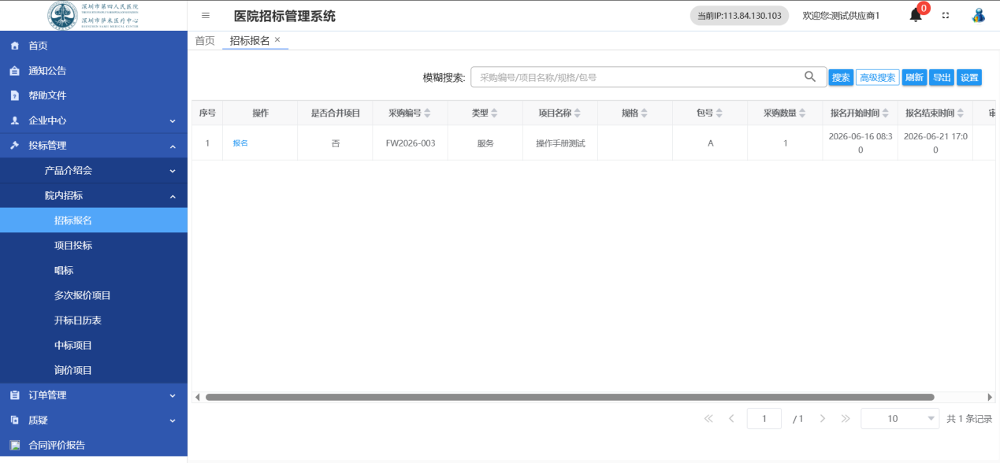 深圳市第四人民医院
深圳市萨米医疗中心
医院招标管理系统
当前IP:113.84.130.103
欢迎您:测试供应商1
0
首页
通知公告
帮助文件
企业中心
投标管理
产品介绍会
院内招标
招标报名
项目投标
唱标
多次报价项目
开标日历表
中标项目
询价项目
订单管理
质疑
合同评价报告
首页 招标报名 ×
模糊搜索: 采购编号/项目名称/规格/包号 搜索 高级搜索 刷新 导出 设置
序号 操作 是否合并项目 采购编号 类型 项目名称 规格 包号 采购数量 报名开始时间 报名结束时间 审
1 报名 否 FW2026-003 服务 操作手册测试 A 1 2026-06-16 08:3 2026-06-21 17:0
0 0
1 / 1 10 共 1 条记录